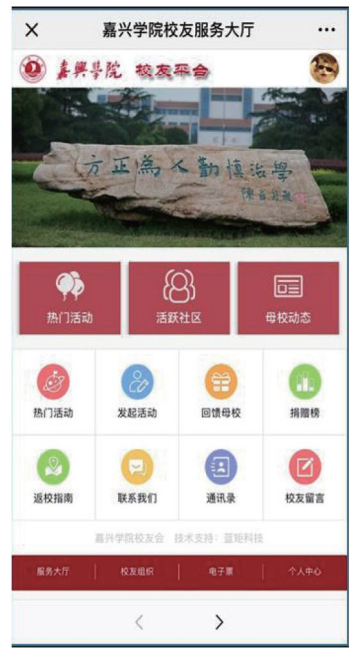 嘉兴学院校友服务大厅
嘉興学院 校友平台
方正為人勤慎治學
热门活动 活跃社区 母校动态
热门活动 发起活动 回馈母校 捐赠榜
返校指南 联系我们 通讯录 校友留言
嘉兴学院校友会 技术支持：蓝矩科技
服务大厅 校友组织 电子票 个人中心